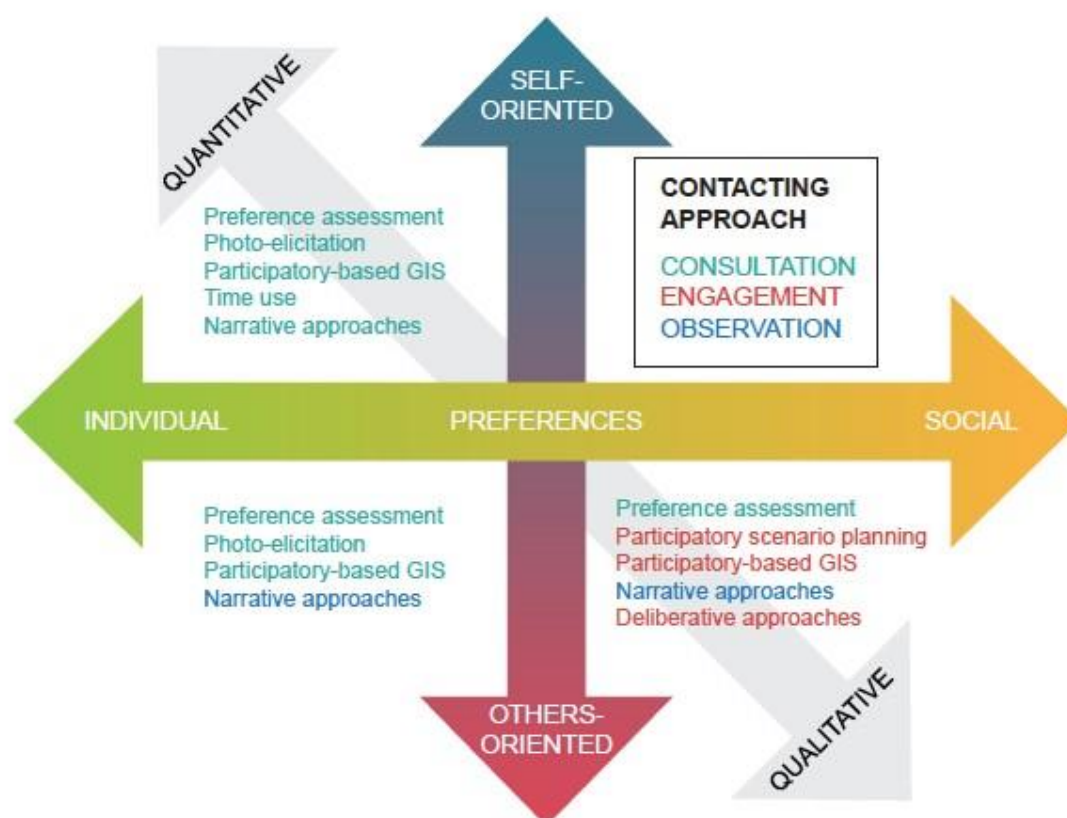 SELF-
ORIENTED
QUANTITATIVE
CONTACTING
APPROACH
CONSULTATION
ENGAGEMENT
OBSERVATION
Preference assessment
Photo-elicitation
Participatory-based GIS
Time use
Narrative approaches
INDIVIDUAL
PREFERENCES
SOCIAL
Preference assessment
Photo-elicitation
Participatory-based GIS
Narrative approaches
Preference assessment
Participatory scenario planning
Participatory-based GIS
Narrative approaches
Deliberative approaches
OTHERS-
ORIENTED
QUALITATIVE